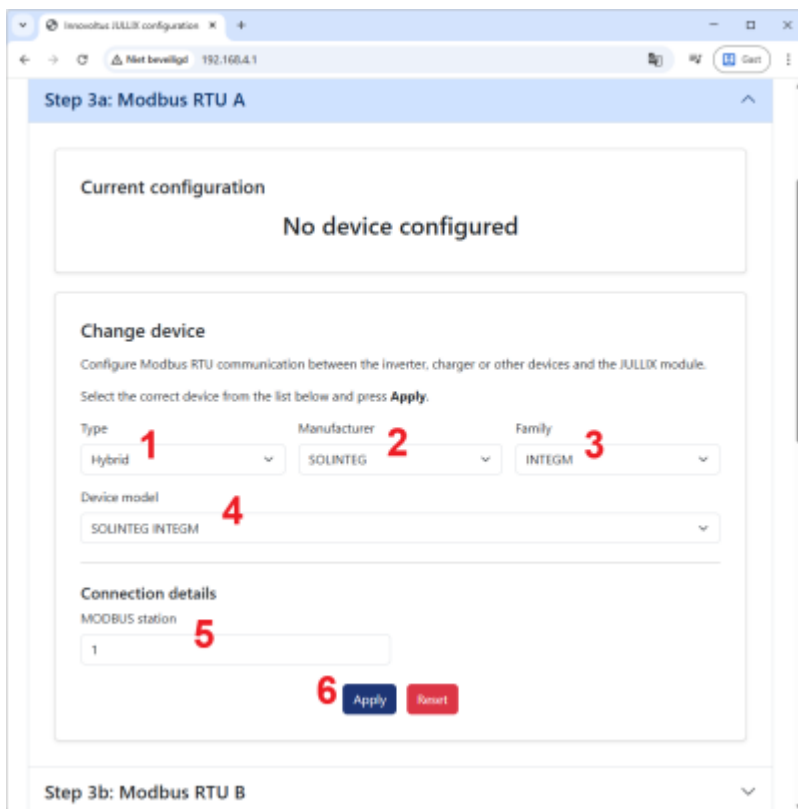 Innovoltus JULLIX configuration
Niet beveiligd 192.168.4.1 Gast
Step 3a: Modbus RTU A
Current configuration
No device configured
Change device
Configure Modbus RTU communication between the inverter, charger or other devices and the JULLIX module.
Select the correct device from the list below and press Apply.
Type 1 Manufacturer 2 Family 3
Hybrid SOLINTEG INTEGM
Device model 4
SOLINTEG INTEGM
Connection details
MODBUS station 5
1
6 Apply Reset
Step 3b: Modbus RTU B